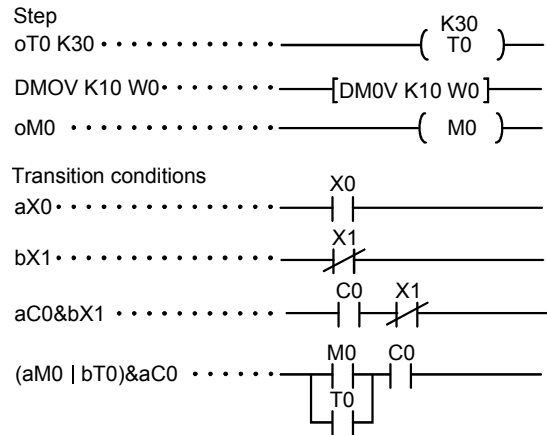 Step
oT0 K30 · · · · · · · · · · · · · · K30
T0
DMOV K10 W0 · · · · · · · · · DM0V K10 W0
oM0 · · · · · · · · · · · · · · · M0
Transition conditions
X0
aX0 · · · · · · · · · · · · · · · ·
X1
bX1 · · · · · · · · · · · · · · · ·
C0 X1
aC0&bX1 · · · · · · · · · · · ·
M0 C0
(aM0 | bT0)&aC0 · · · · · ·
T0